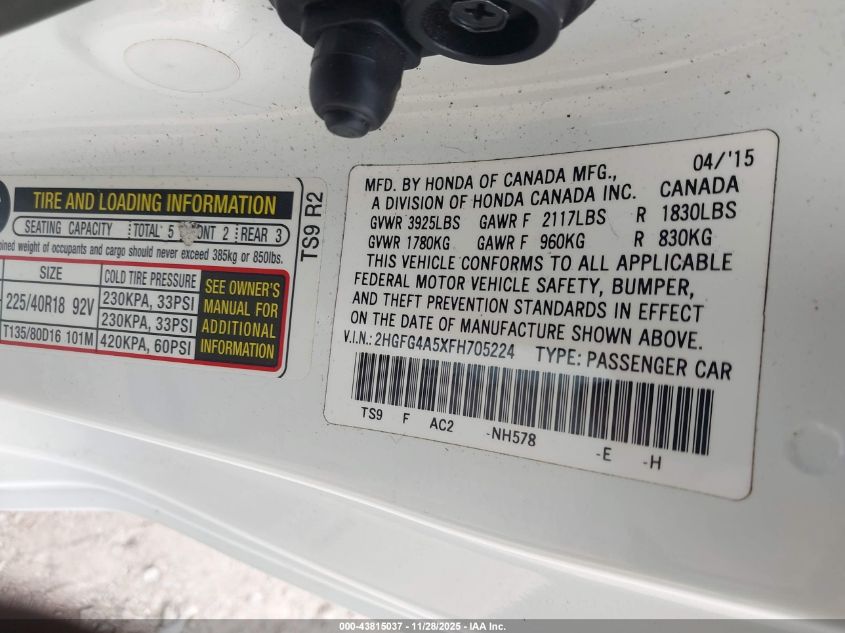 TIRE AND LOADING INFORMATION
SEATING CAPACITY TOTAL 5 ONT 2 REAR 3
ined weight of occupants and cargo should never exceed 385kg or 850lbs.
SIZE COLD TIRE PRESSURE
225/40R18 92V 230KPA, 33PSI
230KPA, 33PSI
T135/80D16 101M 420KPA, 60PSI
SEE OWNER'S
MANUAL FOR
ADDITIONAL
INFORMATION
TS9 R2
04/'15
MFD. BY HONDA OF CANADA MFG.,
A DIVISION OF HONDA CANADA INC. CANADA
GVWR 3925LBS GAWR F 2117LBS R 1830LBS
GVWR 1780KG GAWR F 960KG R 830KG
THIS VEHICLE CONFORMS TO ALL APPLICABLE
FEDERAL MOTOR VEHICLE SAFETY, BUMPER,
AND THEFT PREVENTION STANDARDS IN EFFECT
ON THE DATE OF MANUFACTURE SHOWN ABOVE.
V.I.N.: 2HGFG4A5XFH705224 TYPE: PASSENGER CAR
TS9 F AC2 -NH578 -E -H
000-43815037 - 11/28/2025 - IAA Inc.